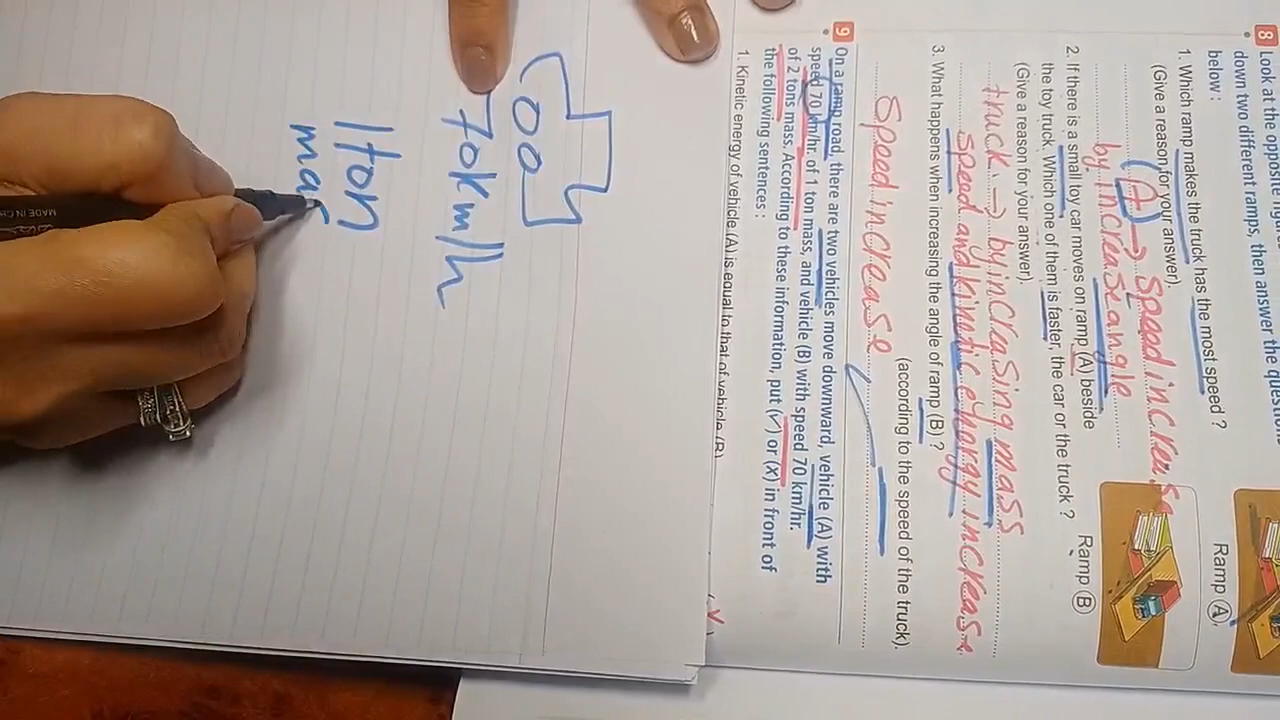 8 Look at the opposite
down two different ramps, then answer the
below :
1. Which ramp makes the truck has the most speed ?
(Give a reason for your answer)
(A) → speed increase
by increase angle
2. If there is a small toy car moves on ramp (A) beside
the toy truck. Which one of them is faster, the car or the truck ?
(Give a reason for your answer).
truck. → by increasing mass
speed and kinetic energy increase.
3. What happens when increasing the angle of ramp (B) ?
(according to the speed of the truck).
Speed increase
Ramp A
Ramp B
9 On a ramp road, there are two vehicles move downward, vehicle (A) with
speed 70 km/hr. of 1 ton mass, and vehicle (B) with speed 70 km/hr.
of 2 tons mass. According to these information, put (✓) or (x) in front of
the following sentences :
1. Kinetic energy of vehicle (A) is equal to that of vehicle (B)
70 km/h
1 ton
mas
MADE IN